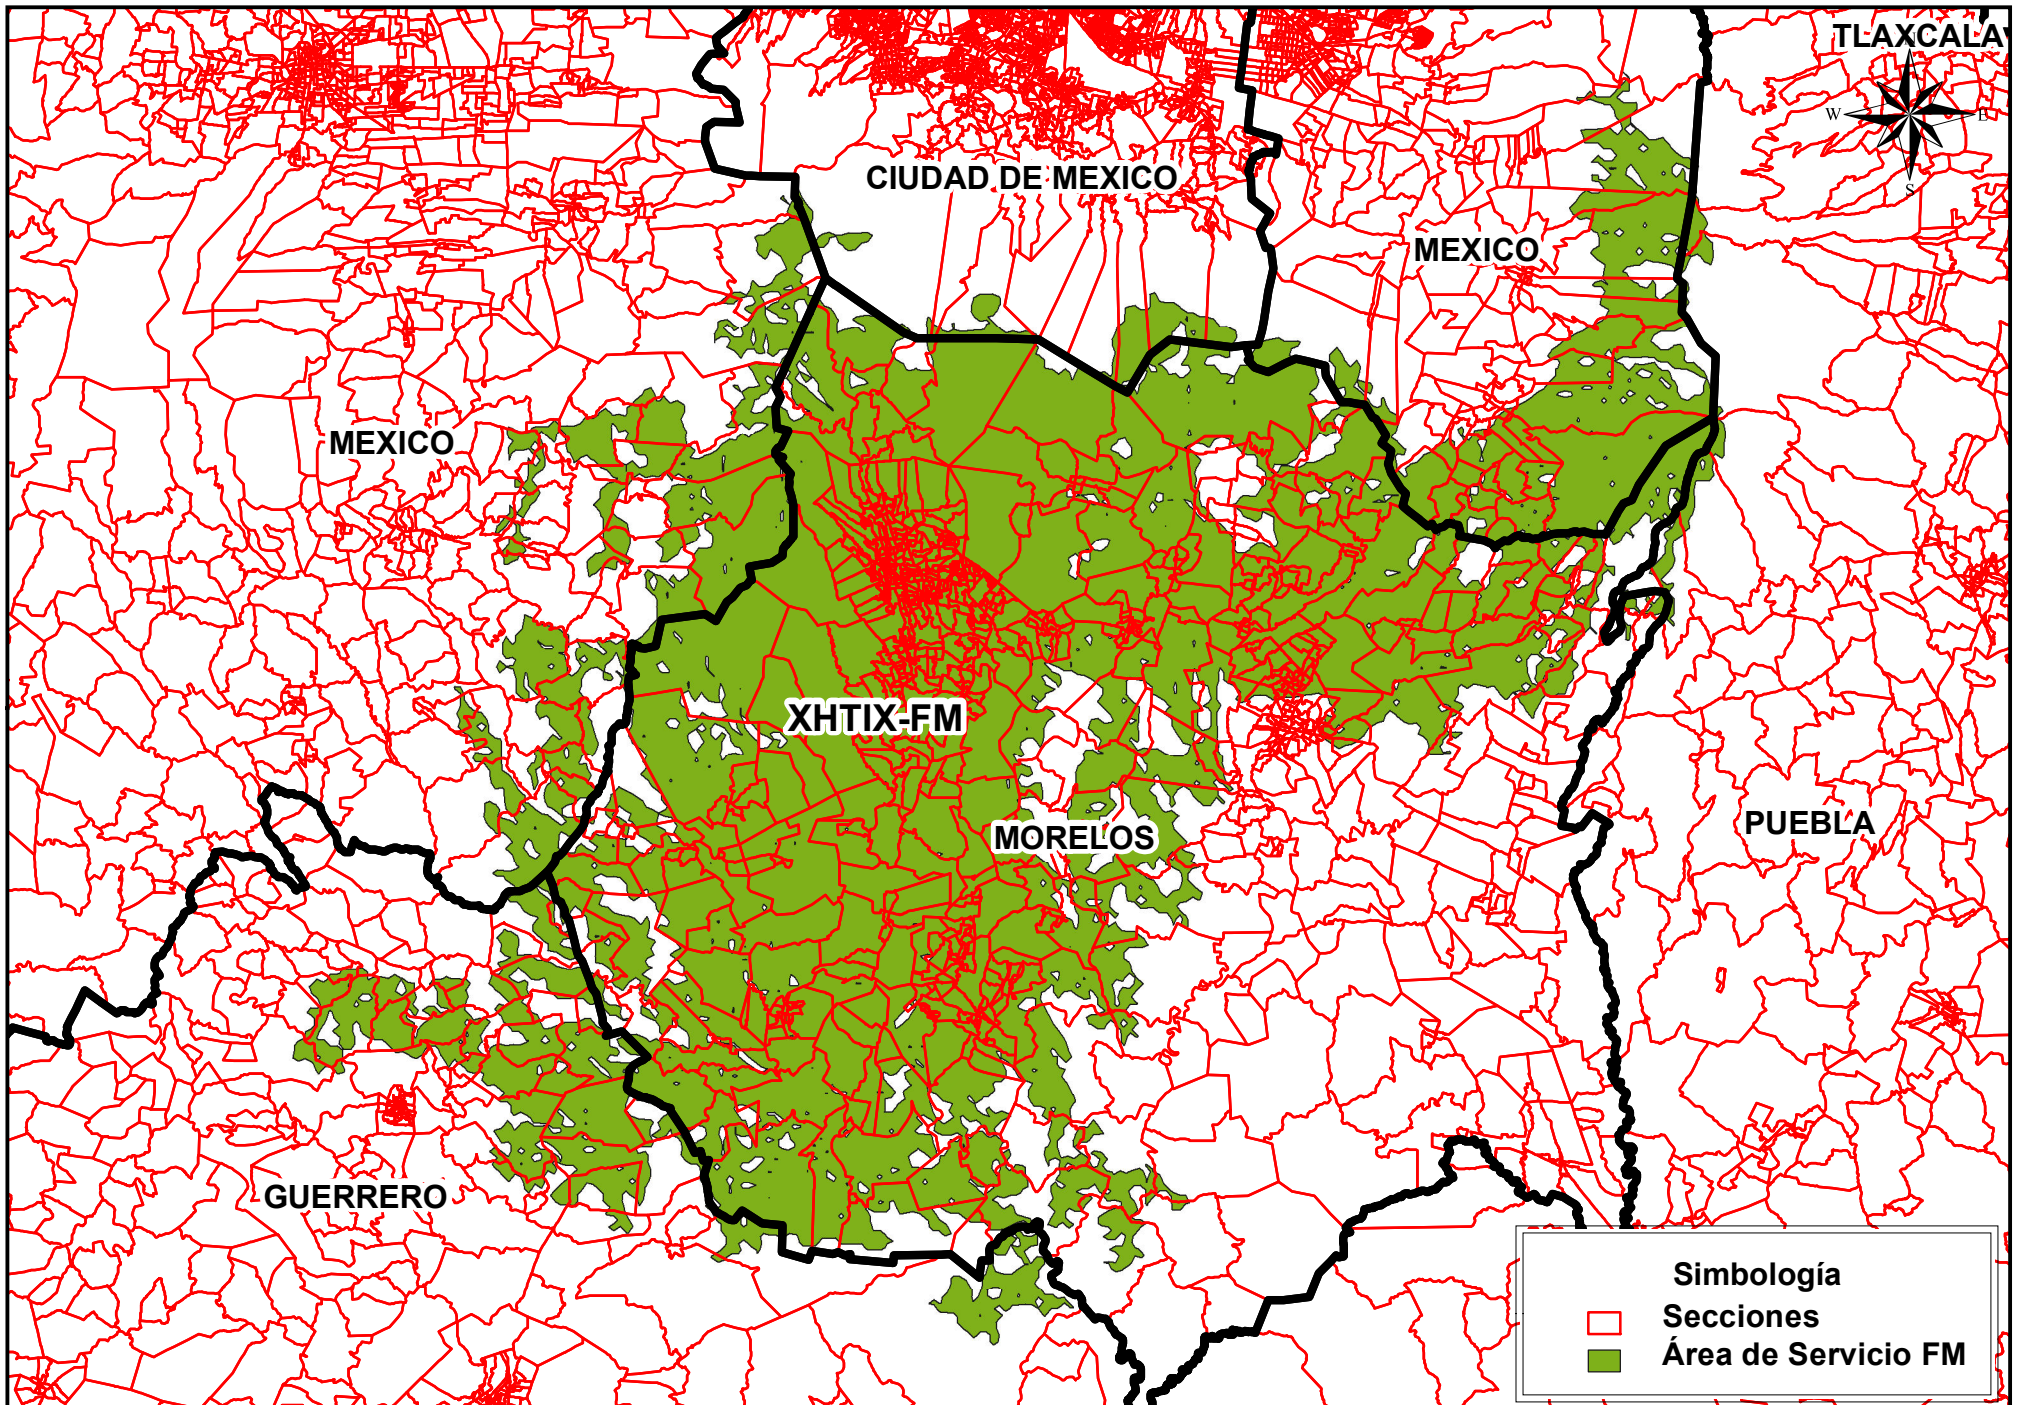 TLAXCALA
W
E
S
CIUDAD DE MEXICO
MEXICO
MEXICO
XHTIX-FM
MORELOS
PUEBLA
GUERRERO
Simbología
Secciones
Área de Servicio FM